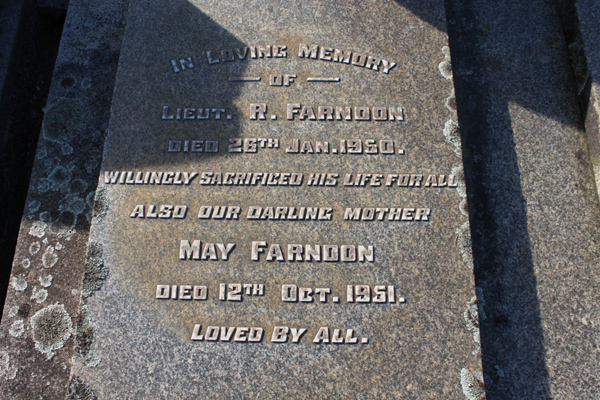 In Loving Memory
of
Lieut. R. Farndon
died 26th Jan. 1950.
willingly sacrificed his life for all
also our darling mother
May Farndon
died 12th Oct. 1951.
Loved By All.